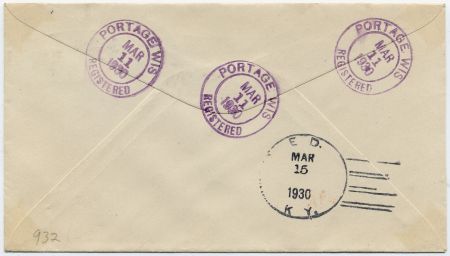 PORTAGE WIS
MAR
11
1930
REGISTERED
PORTAGE WIS
MAR
11
1930
REGISTERED
PORTAGE WIS
MAR
11
1930
REGISTERED
E D.
MAR
15
1930
KY.
932